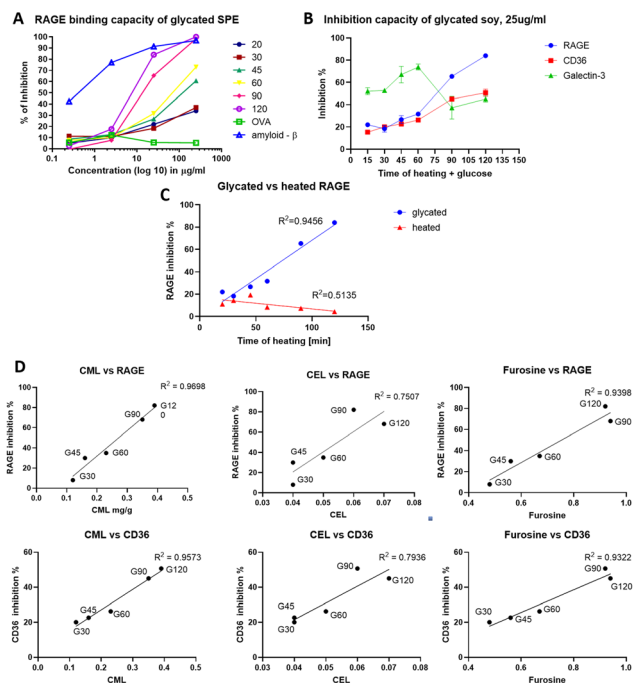 A
RAGE binding capacity of glycated SPE
% of Inhibition
100
90
80
70
60
50
40
30
20
10
0
0.1
1
10
100
1000
Concentration (log 10) in µg/ml
20
30
45
60
90
120
OVA
amyloid - β
B
Inhibition capacity of glycated soy, 25ug/ml
Inhibition %
100
80
60
40
20
0
15
30
45
60
75
90
105
120
135
150
Time of heating + glucose
RAGE
CD36
Galectin-3
C
Glycated vs heated RAGE
RAGE inhibition %
100
80
60
40
20
0
0
50
100
150
Time of heating [min]
R2=0.9456
R2=0.5135
glycated
heated
D
CML vs RAGE
RAGE inhibition %
100
80
60
40
20
0
0.0
0.1
0.2
0.3
0.4
0.5
CML mg/g
R2 = 0.9698
G12
0
G90
G45
G60
G30
CEL vs RAGE
RAGE inhibition %
100
80
60
40
20
0
0.03
0.04
0.05
0.06
0.07
0.08
CEL
R2 = 0.7507
G90
G120
G45
G60
G30
Furosine vs RAGE
RAGE inhibition %
100
80
60
40
20
0
0.4
0.6
0.8
1.0
Furosine
R2 = 0.9398
G120
G90
G45
G60
G30
CML vs CD36
CD36 inhibition %
60
40
20
0
0.0
0.1
0.2
0.3
0.4
0.5
CML
R2 = 0.9573
G120
G90
G45
G60
G30
CEL vs CD36
CD36 inhibition %
60
40
20
0
0.03
0.04
0.05
0.06
0.07
0.08
CEL
R2 = 0.7936
G90
G120
G45
G60
G30
Furosine vs CD36
CD36 inhibition %
60
40
20
0
0.4
0.6
0.8
1.0
Furosine
R2 = 0.9322
G90
G120
G30
G45
G60